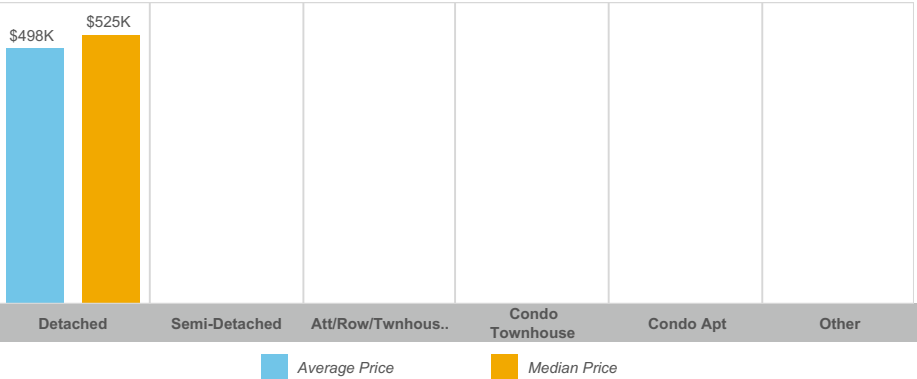 $498K
$525K
Detached
Semi-Detached
Att/Row/Twnhous..
Condo
Townhouse
Condo Apt
Other
Average Price
Median Price